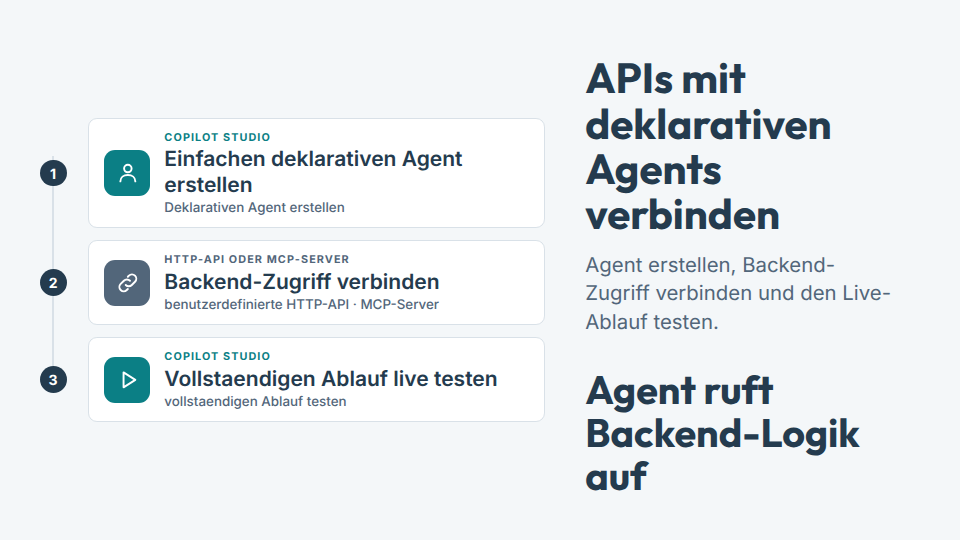 1
COPILOT STUDIO
Einfachen deklarativen Agent
erstellen
Deklarativen Agent erstellen
2
HTTP-API ODER MCP-SERVER
Backend-Zugriff verbinden
benutzerdefinierte HTTP-API · MCP-Server
3
COPILOT STUDIO
Vollstaendigen Ablauf live testen
vollstaendigen Ablauf testen
APIs mit
deklarativen
Agents
verbinden
Agent erstellen, Backend-
Zugriff verbinden und den Live-
Ablauf testen.
Agent ruft
Backend-Logik
auf